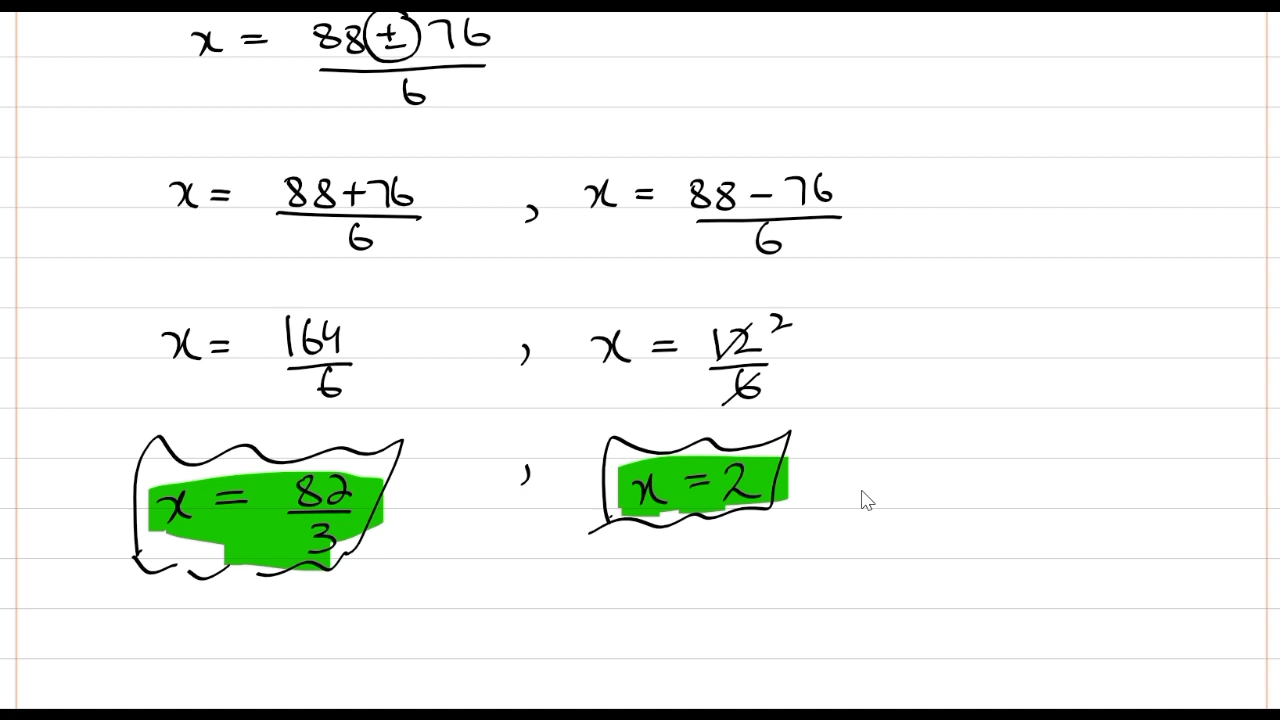 x = 88 ± 76 / 6
x = 88+76 / 6 , x = 88 - 76 / 6
x = 164 / 6 , x = 12 / 6 2
x = 82 / 3 , x = 2